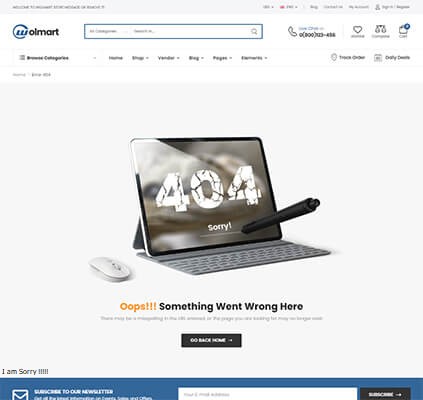 WELCOME TO WOLMART STORE MESSAGE OR REMOVE IT!
USD
ENG
Blog
Contact Us
My Account
Sign In / Register
Wolmart
All Categories
Search in...
Live Chat or :
0(800)123-456
Wishlist
Compare
0
Cart
Browse Categories
Home
Shop
Vendor
Blog
Pages
Elements
Track Order
Daily Deals
Home
Error 404
404
Sorry!
Oops!!! Something Went Wrong Here
There may be a misspelling in the URL entered, or the page you are looking for may no longer exist
GO BACK HOME
I am Sorry !!!!!
SUBSCRIBE TO OUR NEWSLETTER
Get all the latest information on Events, Sales and Offers.
Your E-mail Address
SUBSCRIBE